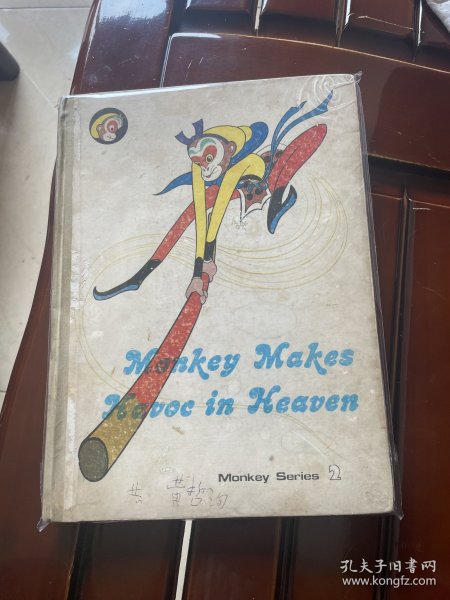 Monkey Makes
Havoc in Heaven
Monkey Series 2
孔夫子旧书网
www.kongfz.com